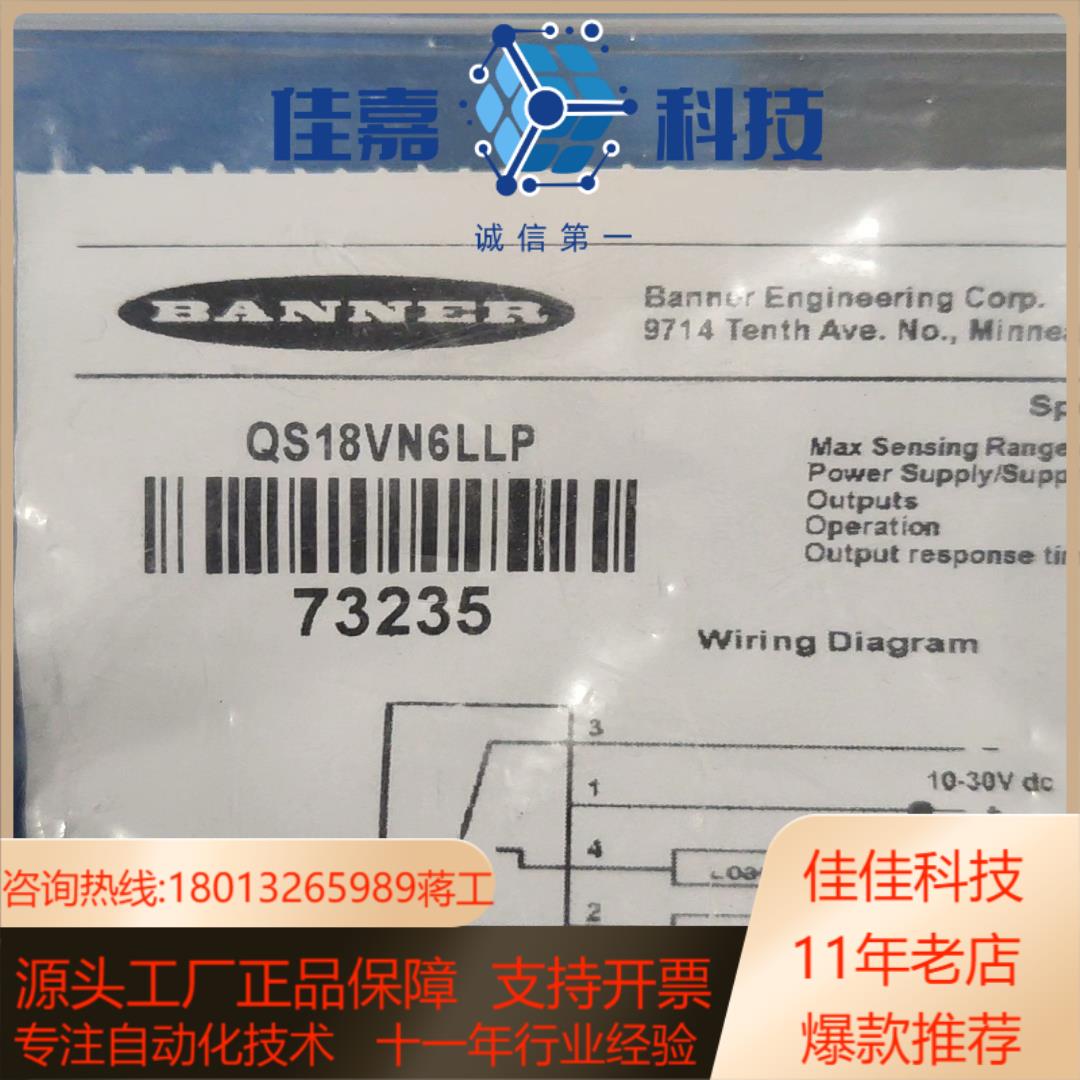 佳嘉 科技
诚信第一
BANNER
Banner Engineering Corp.
9714 Tenth Ave. No., Minne
QS18VN6LLP
73235
Max Sensing Range
Power Supply/Supp
Outputs
Operation
Output response
Wiring Diagram
3
1
10-30V dc
4
2
咨询热线:18013265989蒋工
佳佳科技
11年老店
爆款推荐
源头工厂正品保障 支持开票
专注自动化技术 十一年行业经验